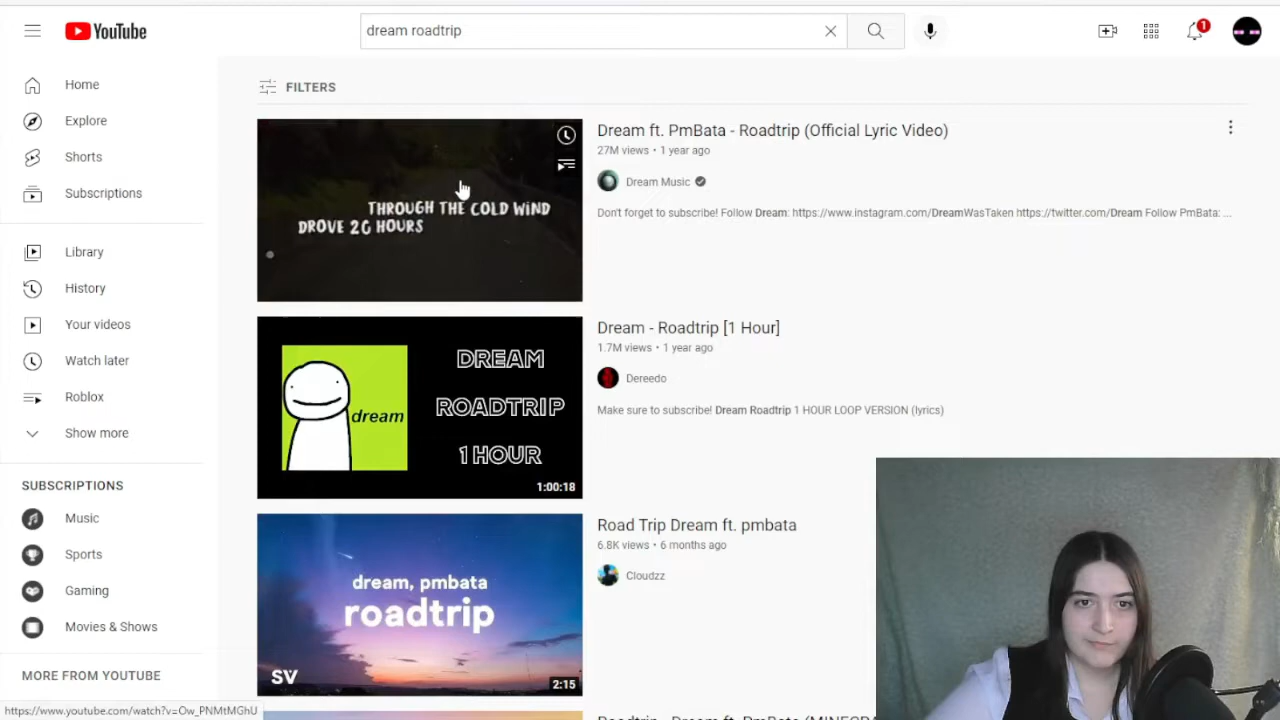 YouTube
dream roadtrip
1
Home
Explore
Shorts
Subscriptions
Library
History
Your videos
Watch later
Roblox
Show more
SUBSCRIPTIONS
Music
Sports
Gaming
Movies & Shows
MORE FROM YOUTUBE
https://www.youtube.com/watch?v=Ow_PNMtMGhU
FILTERS
THROUGH THE COLD WIND
DROVE 20 HOURS
Dream ft. PmBata - Roadtrip (Official Lyric Video)
27M views • 1 year ago
Dream Music
Don't forget to subscribe! Follow Dream: https://www.instagram.com/DreamWasTaken https://twitter.com/Dream Follow PmBata: ...
dream
DREAM
ROADTRIP
1 HOUR
1:00:18
Dream - Roadtrip [1 Hour]
1.7M views • 1 year ago
Dereedo
Make sure to subscribe! Dream Roadtrip 1 HOUR LOOP VERSION (lyrics)
dream, pmbata
roadtrip
SV
2:15
Road Trip Dream ft. pmbata
6.8K views • 6 months ago
Cloudzz